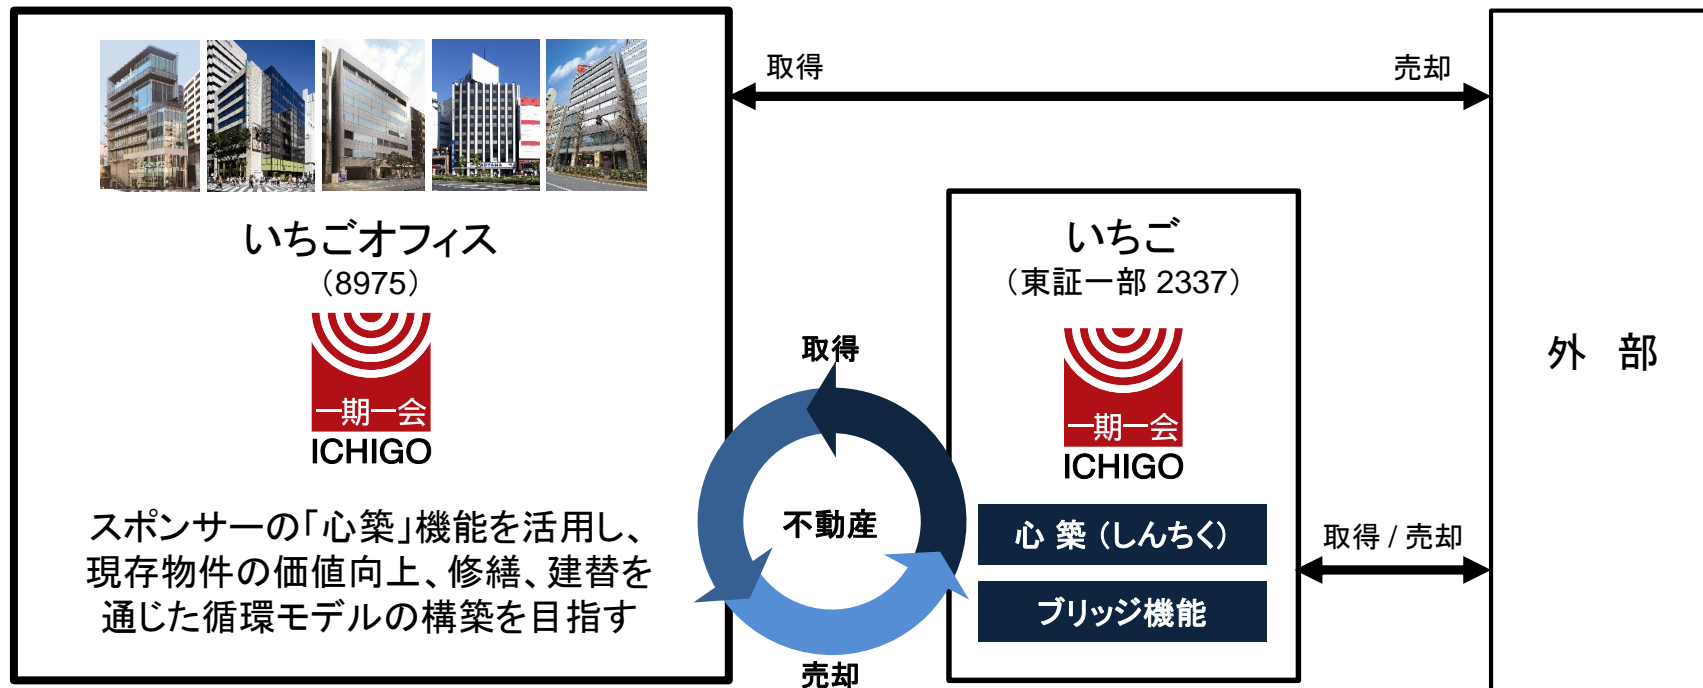 取得
売却
いちごオフィス
（8975）
一期一会
ICHIGO
スポンサーの「心築」機能を活用し、
現存物件の価値向上、修繕、建替を
通じた循環モデルの構築を目指す
取得
不動産
売却
いちご
（東証一部 2337）
一期一会
ICHIGO
心 築 （しんちく）
ブリッジ機能
取得 / 売却
外 部